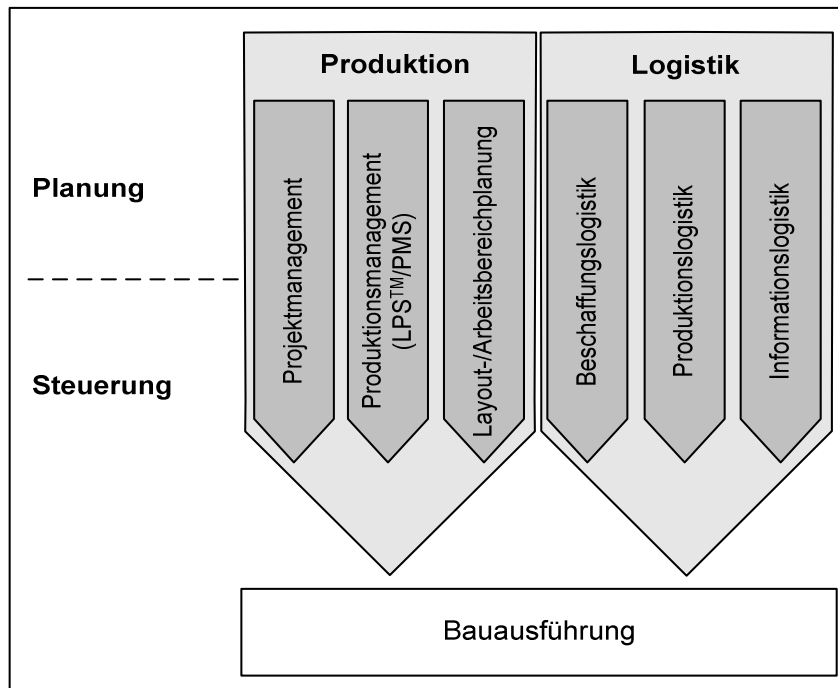 Produktion
Logistik
Planung
Steuerung
Projektmanagement
Produktionsmanagement
(LPS™/PMS)
Layout-/Arbeitsbereichplanung
Beschaffungslogistik
Produktionslogistik
Informationslogistik
Bauausführung